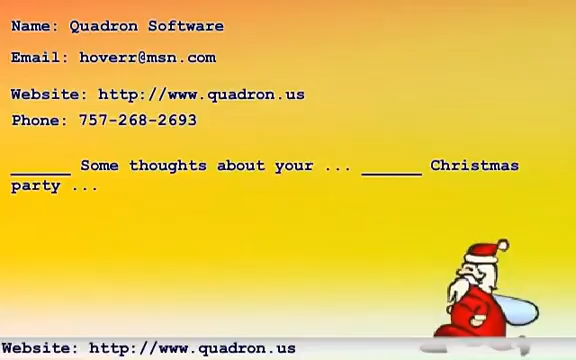 Name: Quadron Software
Email: hoverr@msn.com
Website: http://www.quadron.us
Phone: 757-268-2693
______ Some thoughts about your ... ______ Christmas
party ...
Website: http://www.quadron.us